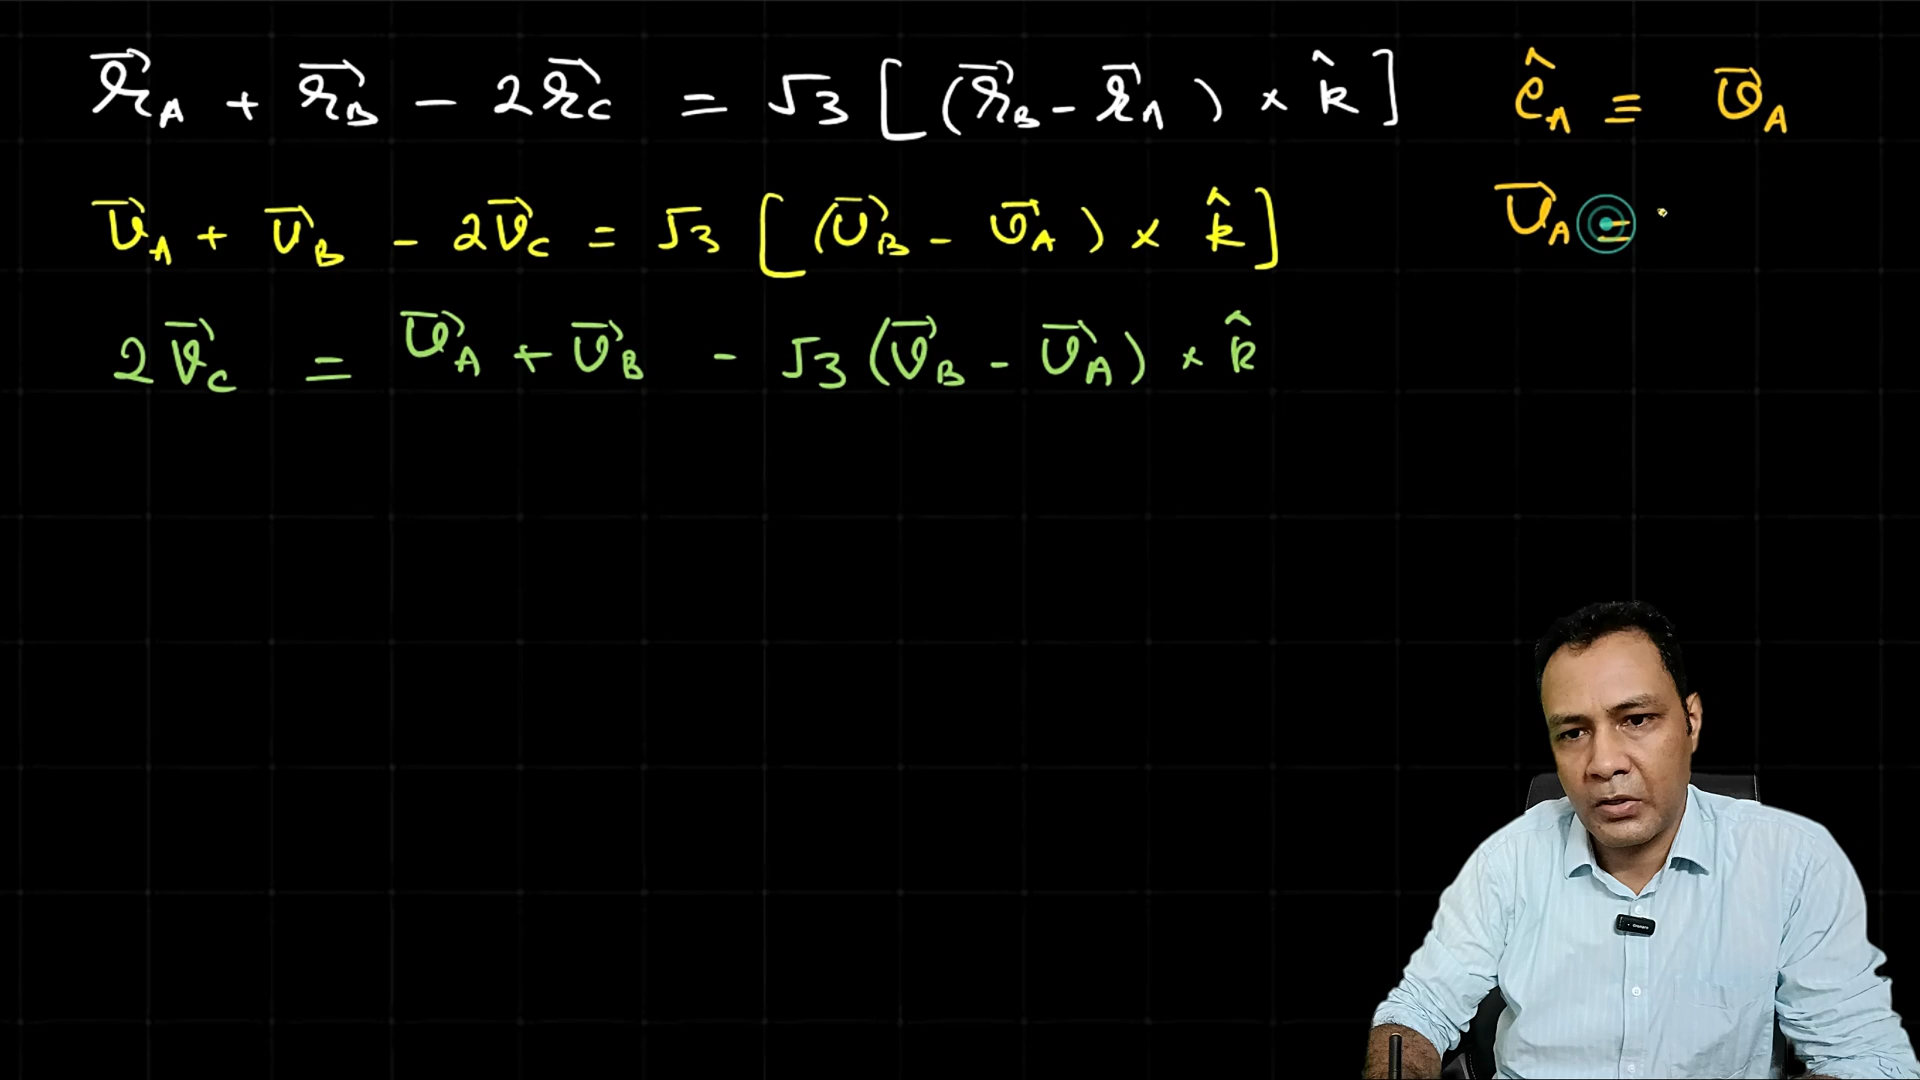 r⃗A + r⃗B − 2r⃗C = √3 [(r⃗B − r⃗A) × k̂]
êA ≡ v⃗A
v⃗A + v⃗B − 2v⃗C = √3 [(v⃗B − v⃗A) × k̂]
v⃗A =
2v⃗C = v⃗A + v⃗B − √3 (v⃗B − v⃗A) × k̂